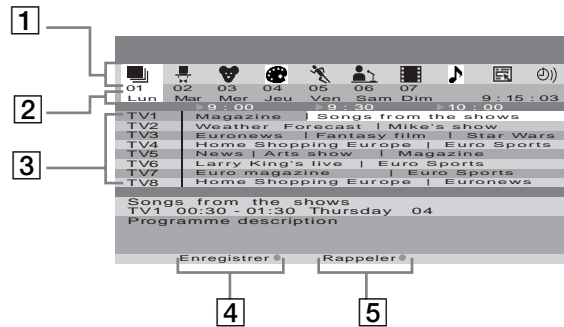 1
01 02 03 04 05 06 07
2
Lun Mar Mer Jeu Ven Sam Dim 9 : 15 : 03
9 : 00 9 : 30 10 : 00
TV1 Magazine | Songs from the shows
TV2 Weather Forecast | Mike's show
TV3 Euronews | Fantasy film | Star Wars
3
TV4 Home Shopping Europe | Euro Sports
TV5 News | Arts show | Magazine
TV6 Larry King's live | Euro Sports
TV7 Euro magazine | Euro Sports
TV8 Home Shopping Europe | Euronews
Songs from the shows
TV1 00:30 - 01:30 Thursday 04
Programme description
Enregistrer Rappeler
4 5